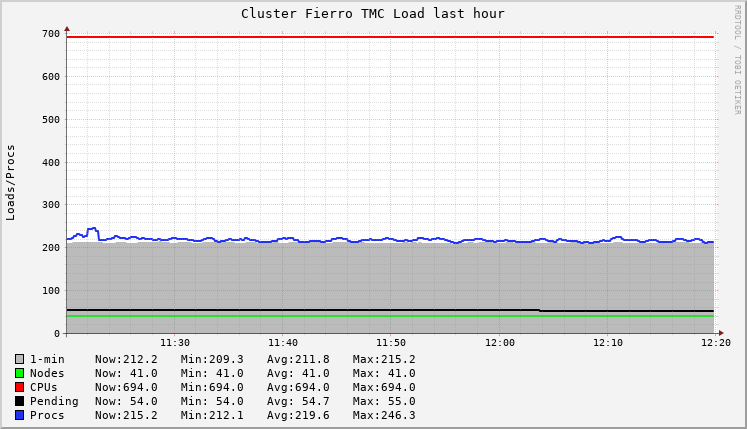 Cluster Fierro TMC Load last hour
RRDTOOL / TOBI OETIKER
Loads/Procs
700
600
500
400
300
200
100
0
11:30 11:40 11:50 12:00 12:10 12:20
1-min Now:212.2 Min:209.3 Avg:211.8 Max:215.2
Nodes Now: 41.0 Min: 41.0 Avg: 41.0 Max: 41.0
CPUs Now:694.0 Min:694.0 Avg:694.0 Max:694.0
Pending Now: 54.0 Min: 54.0 Avg: 54.7 Max: 55.0
Procs Now:215.2 Min:212.1 Avg:219.6 Max:246.3